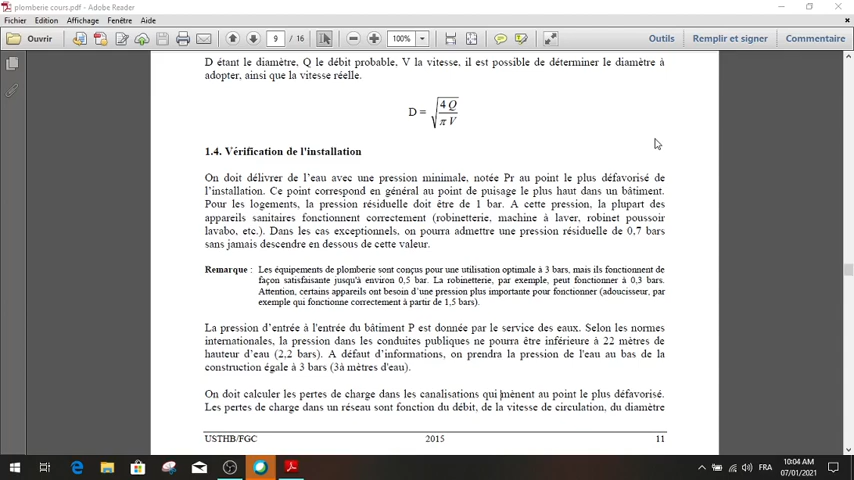 plomberie cours.pdf - Adobe Reader
Fichier Edition Affichage Fenêtre Aide
Ouvrir 9 / 16 100% Outils Remplir et signer Commentaire
D étant le diamètre, Q le débit probable, V la vitesse, il est possible de déterminer le diamètre à
adopter, ainsi que la vitesse réelle.
D = √(4 Q / π V)
1.4. Vérification de l'installation
On doit délivrer de l'eau avec une pression minimale, notée Pr au point le plus défavorisé de
l'installation. Ce point correspond en général au point de puisage le plus haut dans un bâtiment.
Pour les logements, la pression résiduelle doit être de 1 bar. A cette pression, la plupart des
appareils sanitaires fonctionnent correctement (robinetterie, machine à laver, robinet poussoir
lavabo, etc.). Dans les cas exceptionnels, on pourra admettre une pression résiduelle de 0,7 bars
sans jamais descendre en dessous de cette valeur.
Remarque : Les équipements de plomberie sont conçus pour une utilisation optimale à 3 bars, mais ils fonctionnent de
façon satisfaisante jusqu'à environ 0,5 bar. La robinetterie, par exemple, peut fonctionner à 0,3 bars.
Attention, certains appareils ont besoin d'une pression plus importante pour fonctionner (adoucisseur, par
exemple qui fonctionne correctement à partir de 1,5 bars).
La pression d'entrée à l'entrée du bâtiment P est donnée par le service des eaux. Selon les normes
internationales, la pression dans les conduites publiques ne pourra être inférieure à 22 mètres de
hauteur d'eau (2,2 bars). A défaut d'informations, on prendra la pression de l'eau au bas de la
construction égale à 3 bars (3à mètres d'eau).
On doit calculer les pertes de charge dans les canalisations qui mènent au point le plus défavorisé.
Les pertes de charge dans un réseau sont fonction du débit, de la vitesse de circulation, du diamètre
USTHB/FGC 2015 11
FRA 10:04 AM
07/01/2021